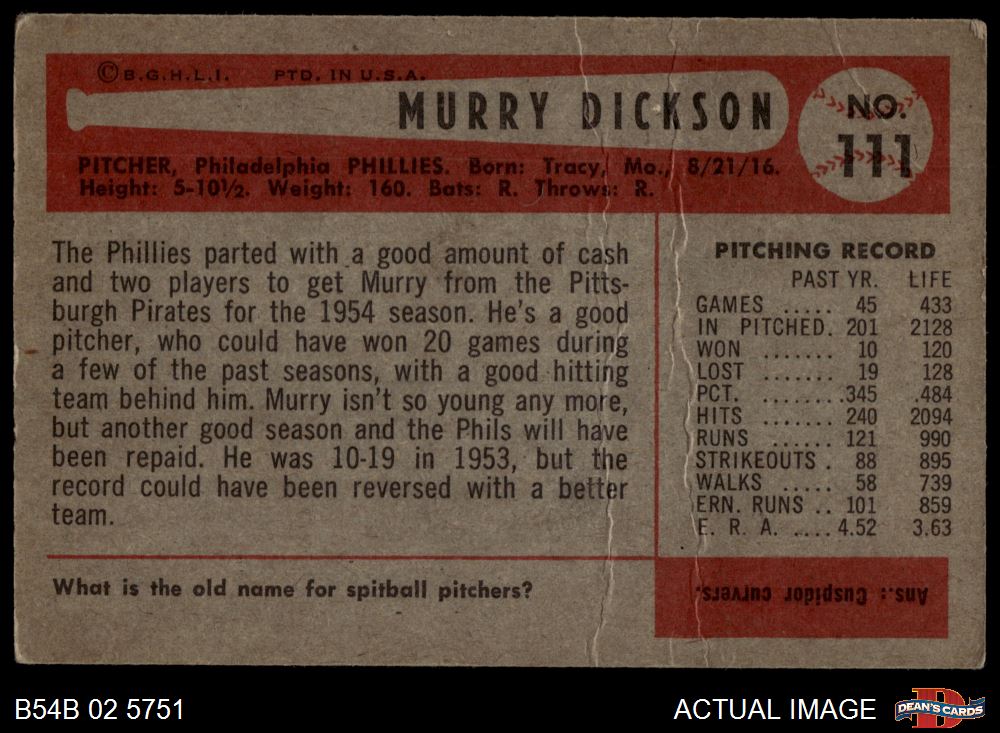 ©B.G.H.L.I. PTD. IN U.S.A.
MURRY DICKSON
NO.
111
PITCHER, Philadelphia PHILLIES. Born: Tracy, Mo., 8/21/16.
Height: 5-10½. Weight: 160. Bats: R. Throws: R.
The Phillies parted with a good amount of cash
and two players to get Murry from the Pitts-
burgh Pirates for the 1954 season. He's a good
pitcher, who could have won 20 games during
a few of the past seasons, with a good hitting
team behind him. Murry isn't so young any more,
but another good season and the Phils will have
been repaid. He was 10-19 in 1953, but the
record could have been reversed with a better
team.
PITCHING RECORD
PAST YR. LIFE
GAMES ..... 45 433
IN PITCHED. 201 2128
WON ....... 10 120
LOST ....... 19 128
PCT. ........345 .484
HITS ....... 240 2094
RUNS ...... 121 990
STRIKEOUTS . 88 895
WALKS ..... 58 739
ERN. RUNS .. 101 859
E. R. A. .... 4.52 3.63
What is the old name for spitball pitchers?
Ans.: Cuspidor curvers.
B54B 02 5751
ACTUAL IMAGE
D
DEAN'S CARDS